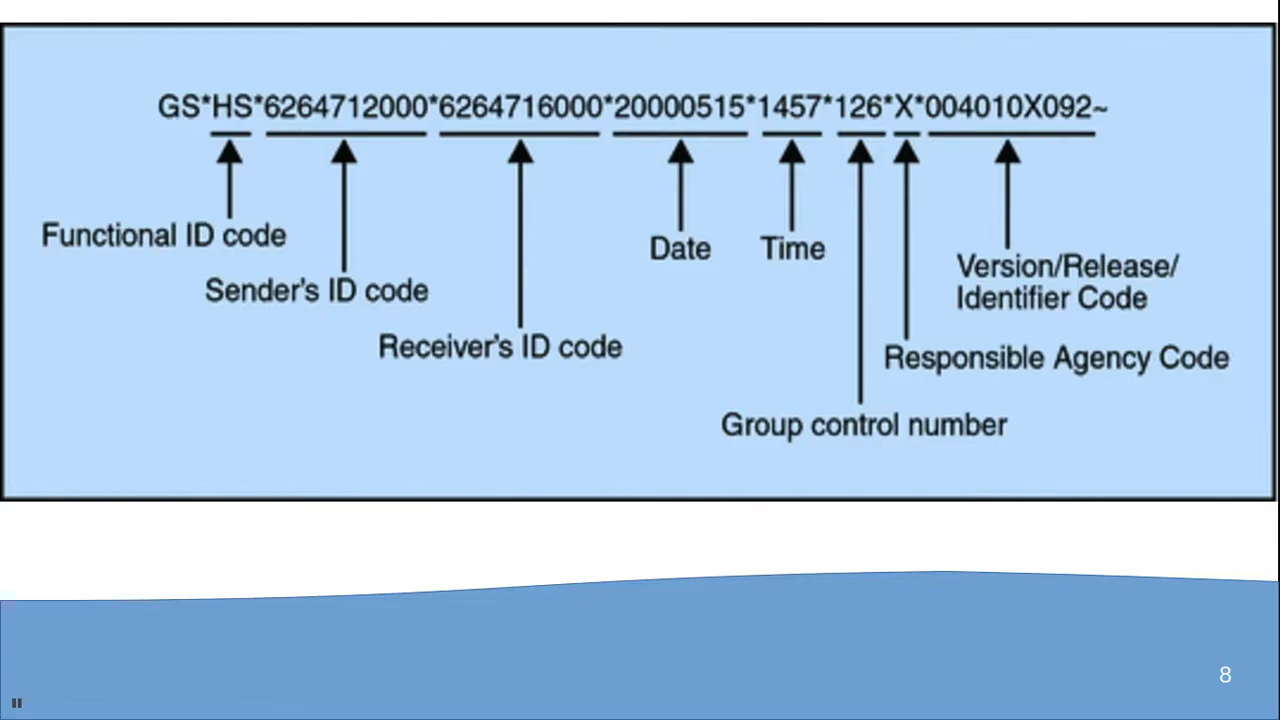 GS*HS*6264712000*6264716000*20000515*1457*126*X*004010X092~
Functional ID code
Sender's ID code
Receiver's ID code
Date
Time
Version/Release/
Identifier Code
Responsible Agency Code
Group control number
8